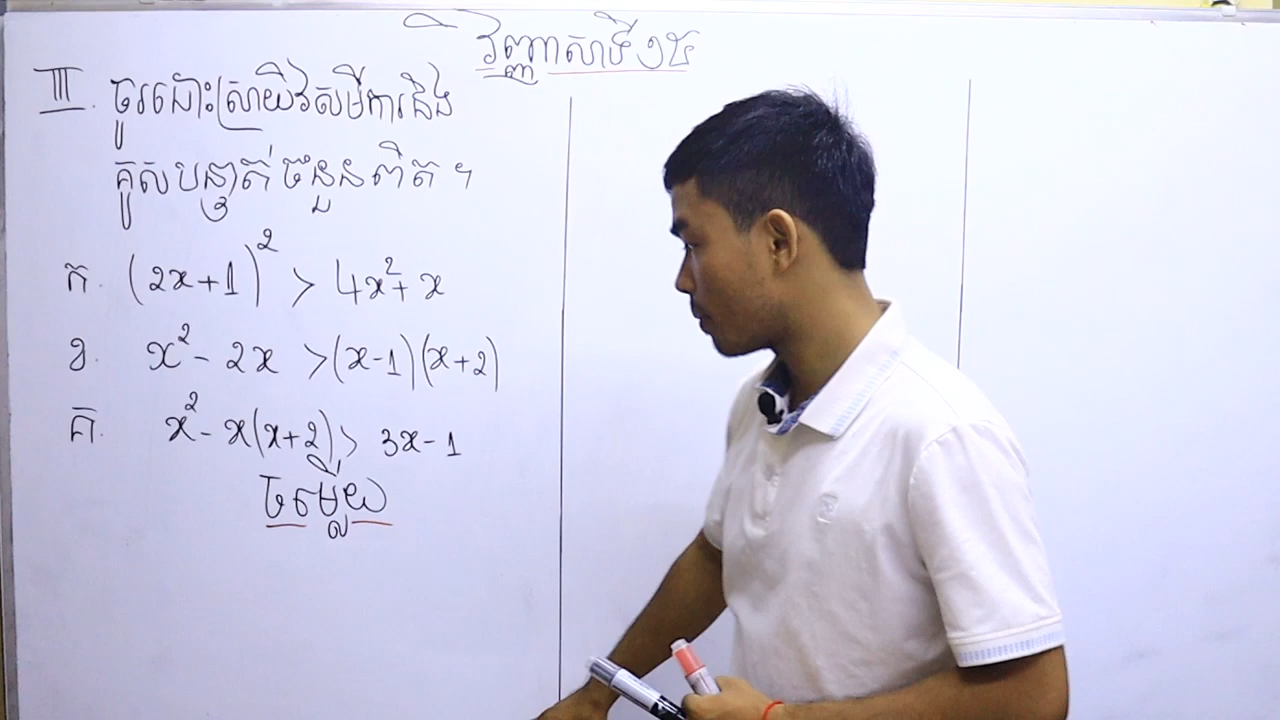 វិញ្ញាសាទី១៥
III. ចូរដោះស្រាយវិសមីការនិង
គូសបន្ទាត់ចំនួនពិត ។
ក. (2x+1)² > 4x²+ x
ខ. x² - 2x >(x-1)(x+2)
គ. x² - x(x+2)> 3x-1
ចម្លើយ